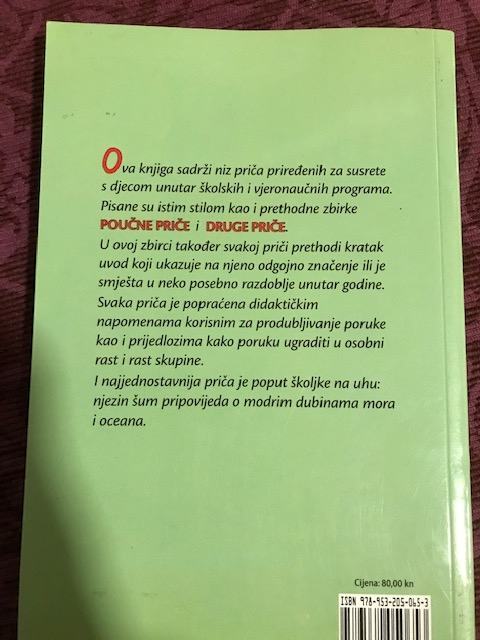 Ova knjiga sadrži niz priča priređenih za susrete
s djecom unutar školskih i vjeronaučnih programa.
Pisane su istim stilom kao i prethodne zbirke
POUČNE PRIČE i DRUGE PRIČE.
U ovoj zbirci također svakoj priči prethodi kratak
uvod koji ukazuje na njeno odgojno značenje ili je
smješta u neko posebno razdoblje unutar godine.
Svaka priča je popraćena didaktičkim
napomenama korisnim za produbljivanje poruke
kao i prijedlozima kako poruku ugraditi u osobni
rast i rast skupine.
I najjednostavnija priča je poput školjke na uhu:
njezin šum pripovijeda o modrim dubinama mora
i oceana.
Cijena: 80,00 kn
ISBN 978-953-205-065-3